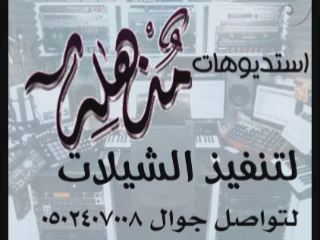 استديوهات
مذهله
لتنفيذ الشيلات
لتواصل جوال ٠٥٠٢٤٠٧٠٠٨